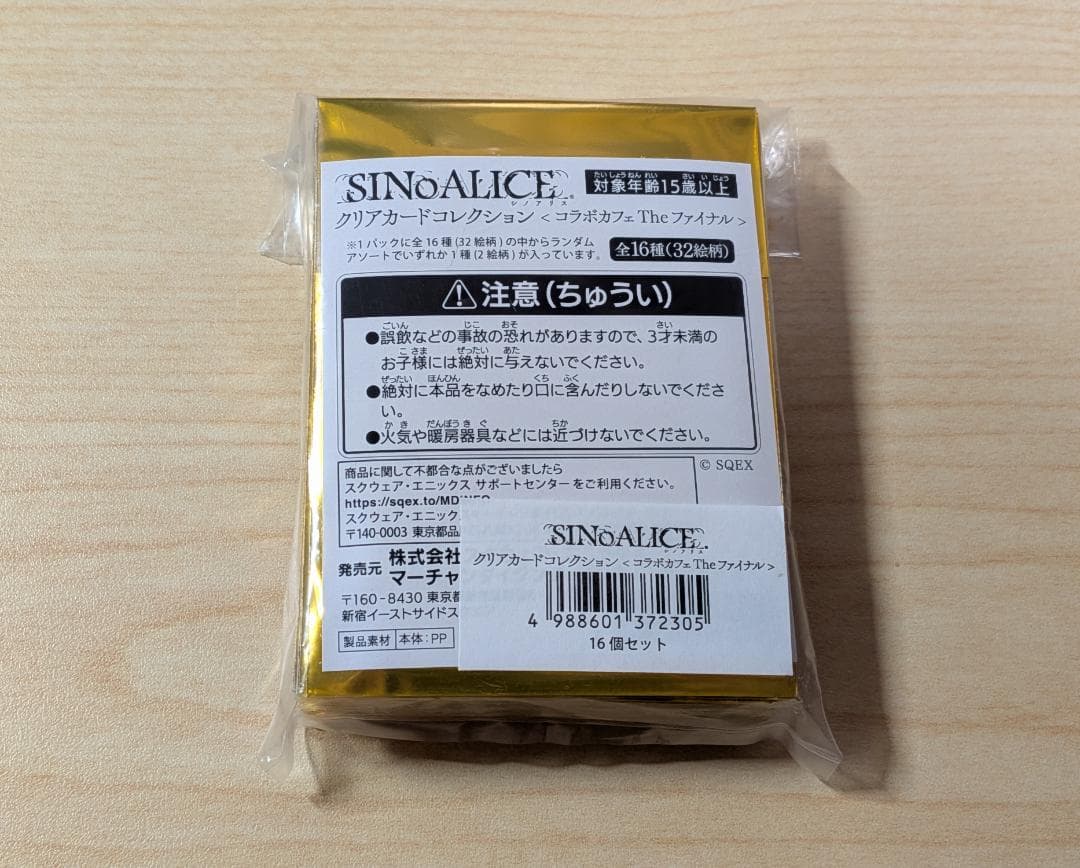 SINoALICE
シノアリス
対象年齢15歳以上
たいしょうねんれい さいいじょう
クリアカードコレクション < コラボカフェ The ファイナル >
※1パックに全16種(32絵柄)の中からランダム
アソートでいずれか1種(2絵柄)が入っています。
全16種(32絵柄)
注意(ちゅうい)
ごいん じこ おそ さい
●誤飲などの事故の恐れがありますので、3才未満の
こさま ぜったい あた
お子様には絶対に与えないでください。
ぜったい ほんひん くち ふく
●絶対に本品をなめたり口に含んだりしないでくださ
い。
かき だんぼうきぐ ちか
●火気や暖房器具などには近づけないでください。
© SQEX
商品に関して不都合な点がございましたら
スクウェア・エニックス サポートセンター をご利用ください。
https://sqex.to/MDINFO
スクウェア・エニック
〒140-0003 東京都品
発売元
株式会社
マーチャ
〒160-8430 東京都
新宿イーストサイドス
製品素材 本体:PP
SINoALICE
シノアリス
クリアカードコレクション < コラボカフェ The ファイナル >
4 988601 372305
16個セット